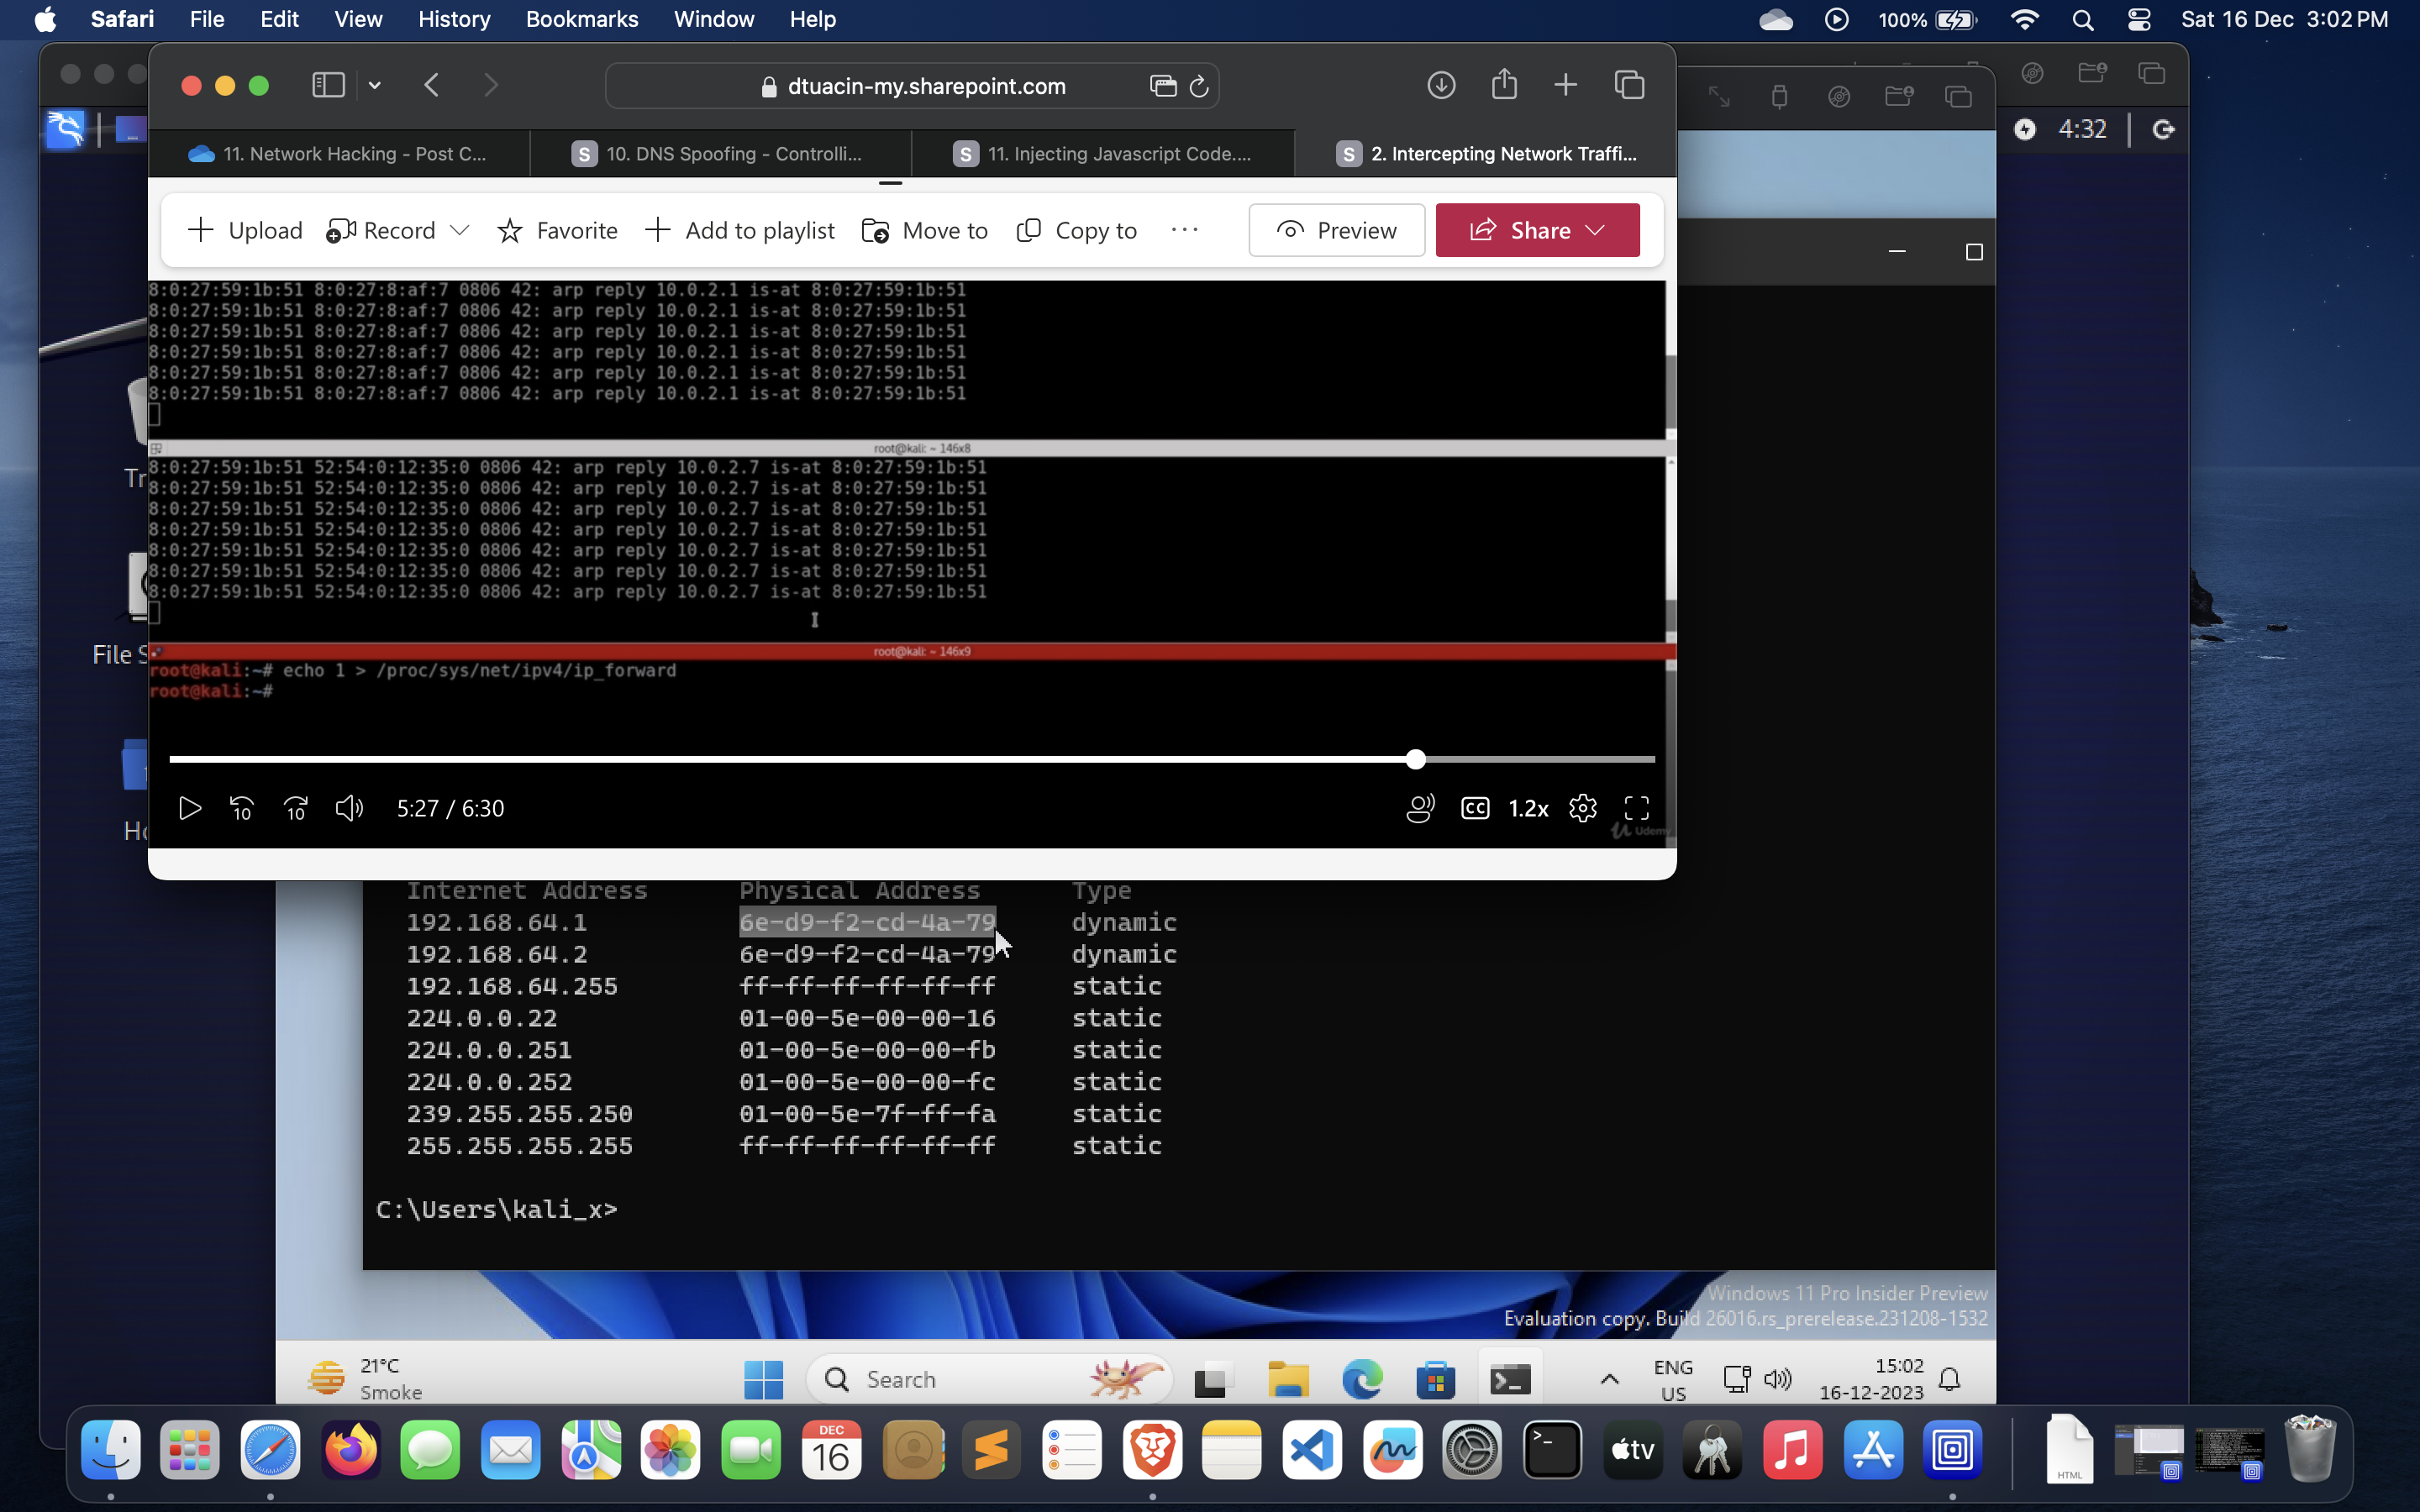 Safari File Edit View History Bookmarks Window Help 100% Sat 16 Dec 3:02 PM
dtuacin-my.sharepoint.com
4:32
11. Network Hacking - Post C... S 10. DNS Spoofing - Controlli... S 11. Injecting Javascript Code.... S 2. Intercepting Network Traffi...
Upload Record Favorite Add to playlist Move to Copy to ... Preview Share
8:0:27:59:1b:51 8:0:27:8:af:7 0806 42: arp reply 10.0.2.1 is-at 8:0:27:59:1b:51
8:0:27:59:1b:51 8:0:27:8:af:7 0806 42: arp reply 10.0.2.1 is-at 8:0:27:59:1b:51
8:0:27:59:1b:51 8:0:27:8:af:7 0806 42: arp reply 10.0.2.1 is-at 8:0:27:59:1b:51
8:0:27:59:1b:51 8:0:27:8:af:7 0806 42: arp reply 10.0.2.1 is-at 8:0:27:59:1b:51
8:0:27:59:1b:51 8:0:27:8:af:7 0806 42: arp reply 10.0.2.1 is-at 8:0:27:59:1b:51
8:0:27:59:1b:51 8:0:27:8:af:7 0806 42: arp reply 10.0.2.1 is-at 8:0:27:59:1b:51
root@kali: ~ 146x8
8:0:27:59:1b:51 52:54:0:12:35:0 0806 42: arp reply 10.0.2.7 is-at 8:0:27:59:1b:51
8:0:27:59:1b:51 52:54:0:12:35:0 0806 42: arp reply 10.0.2.7 is-at 8:0:27:59:1b:51
8:0:27:59:1b:51 52:54:0:12:35:0 0806 42: arp reply 10.0.2.7 is-at 8:0:27:59:1b:51
8:0:27:59:1b:51 52:54:0:12:35:0 0806 42: arp reply 10.0.2.7 is-at 8:0:27:59:1b:51
8:0:27:59:1b:51 52:54:0:12:35:0 0806 42: arp reply 10.0.2.7 is-at 8:0:27:59:1b:51
8:0:27:59:1b:51 52:54:0:12:35:0 0806 42: arp reply 10.0.2.7 is-at 8:0:27:59:1b:51
8:0:27:59:1b:51 52:54:0:12:35:0 0806 42: arp reply 10.0.2.7 is-at 8:0:27:59:1b:51
root@kali: ~ 146x9
root@kali:~# echo 1 > /proc/sys/net/ipv4/ip_forward
root@kali:~#
Tr
File S
Ho
10 10 5:27 / 6:30 CC 1.2x
Udemy
Internet Address Physical Address Type
192.168.64.1 6e-d9-f2-cd-4a-79 dynamic
192.168.64.2 6e-d9-f2-cd-4a-79 dynamic
192.168.64.255 ff-ff-ff-ff-ff-ff static
224.0.0.22 01-00-5e-00-00-16 static
224.0.0.251 01-00-5e-00-00-fb static
224.0.0.252 01-00-5e-00-00-fc static
239.255.255.250 01-00-5e-7f-ff-fa static
255.255.255.255 ff-ff-ff-ff-ff-ff static
C:\Users\kali_x>
Windows 11 Pro Insider Preview
Evaluation copy. Build 26016.rs_prerelease.231208-1532
21°C
Smoke
Search
ENG
US
15:02
16-12-2023
DEC
16
tv
HTML